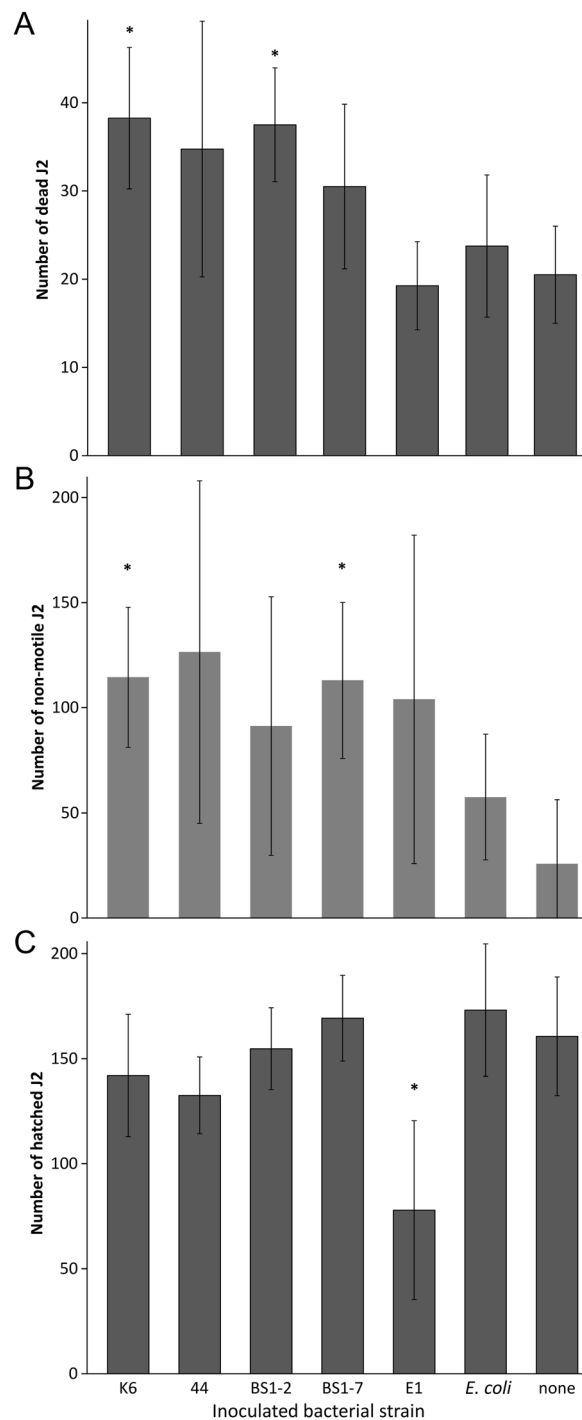 A
Number of dead J2
40
30
20
10
0
*
*
B
Number of non-motile J2
200
150
100
50
0
*
*
C
Number of hatched J2
200
150
100
50
0
*
K6 44 BS1-2 BS1-7 E1 E. coli none
Inoculated bacterial strain